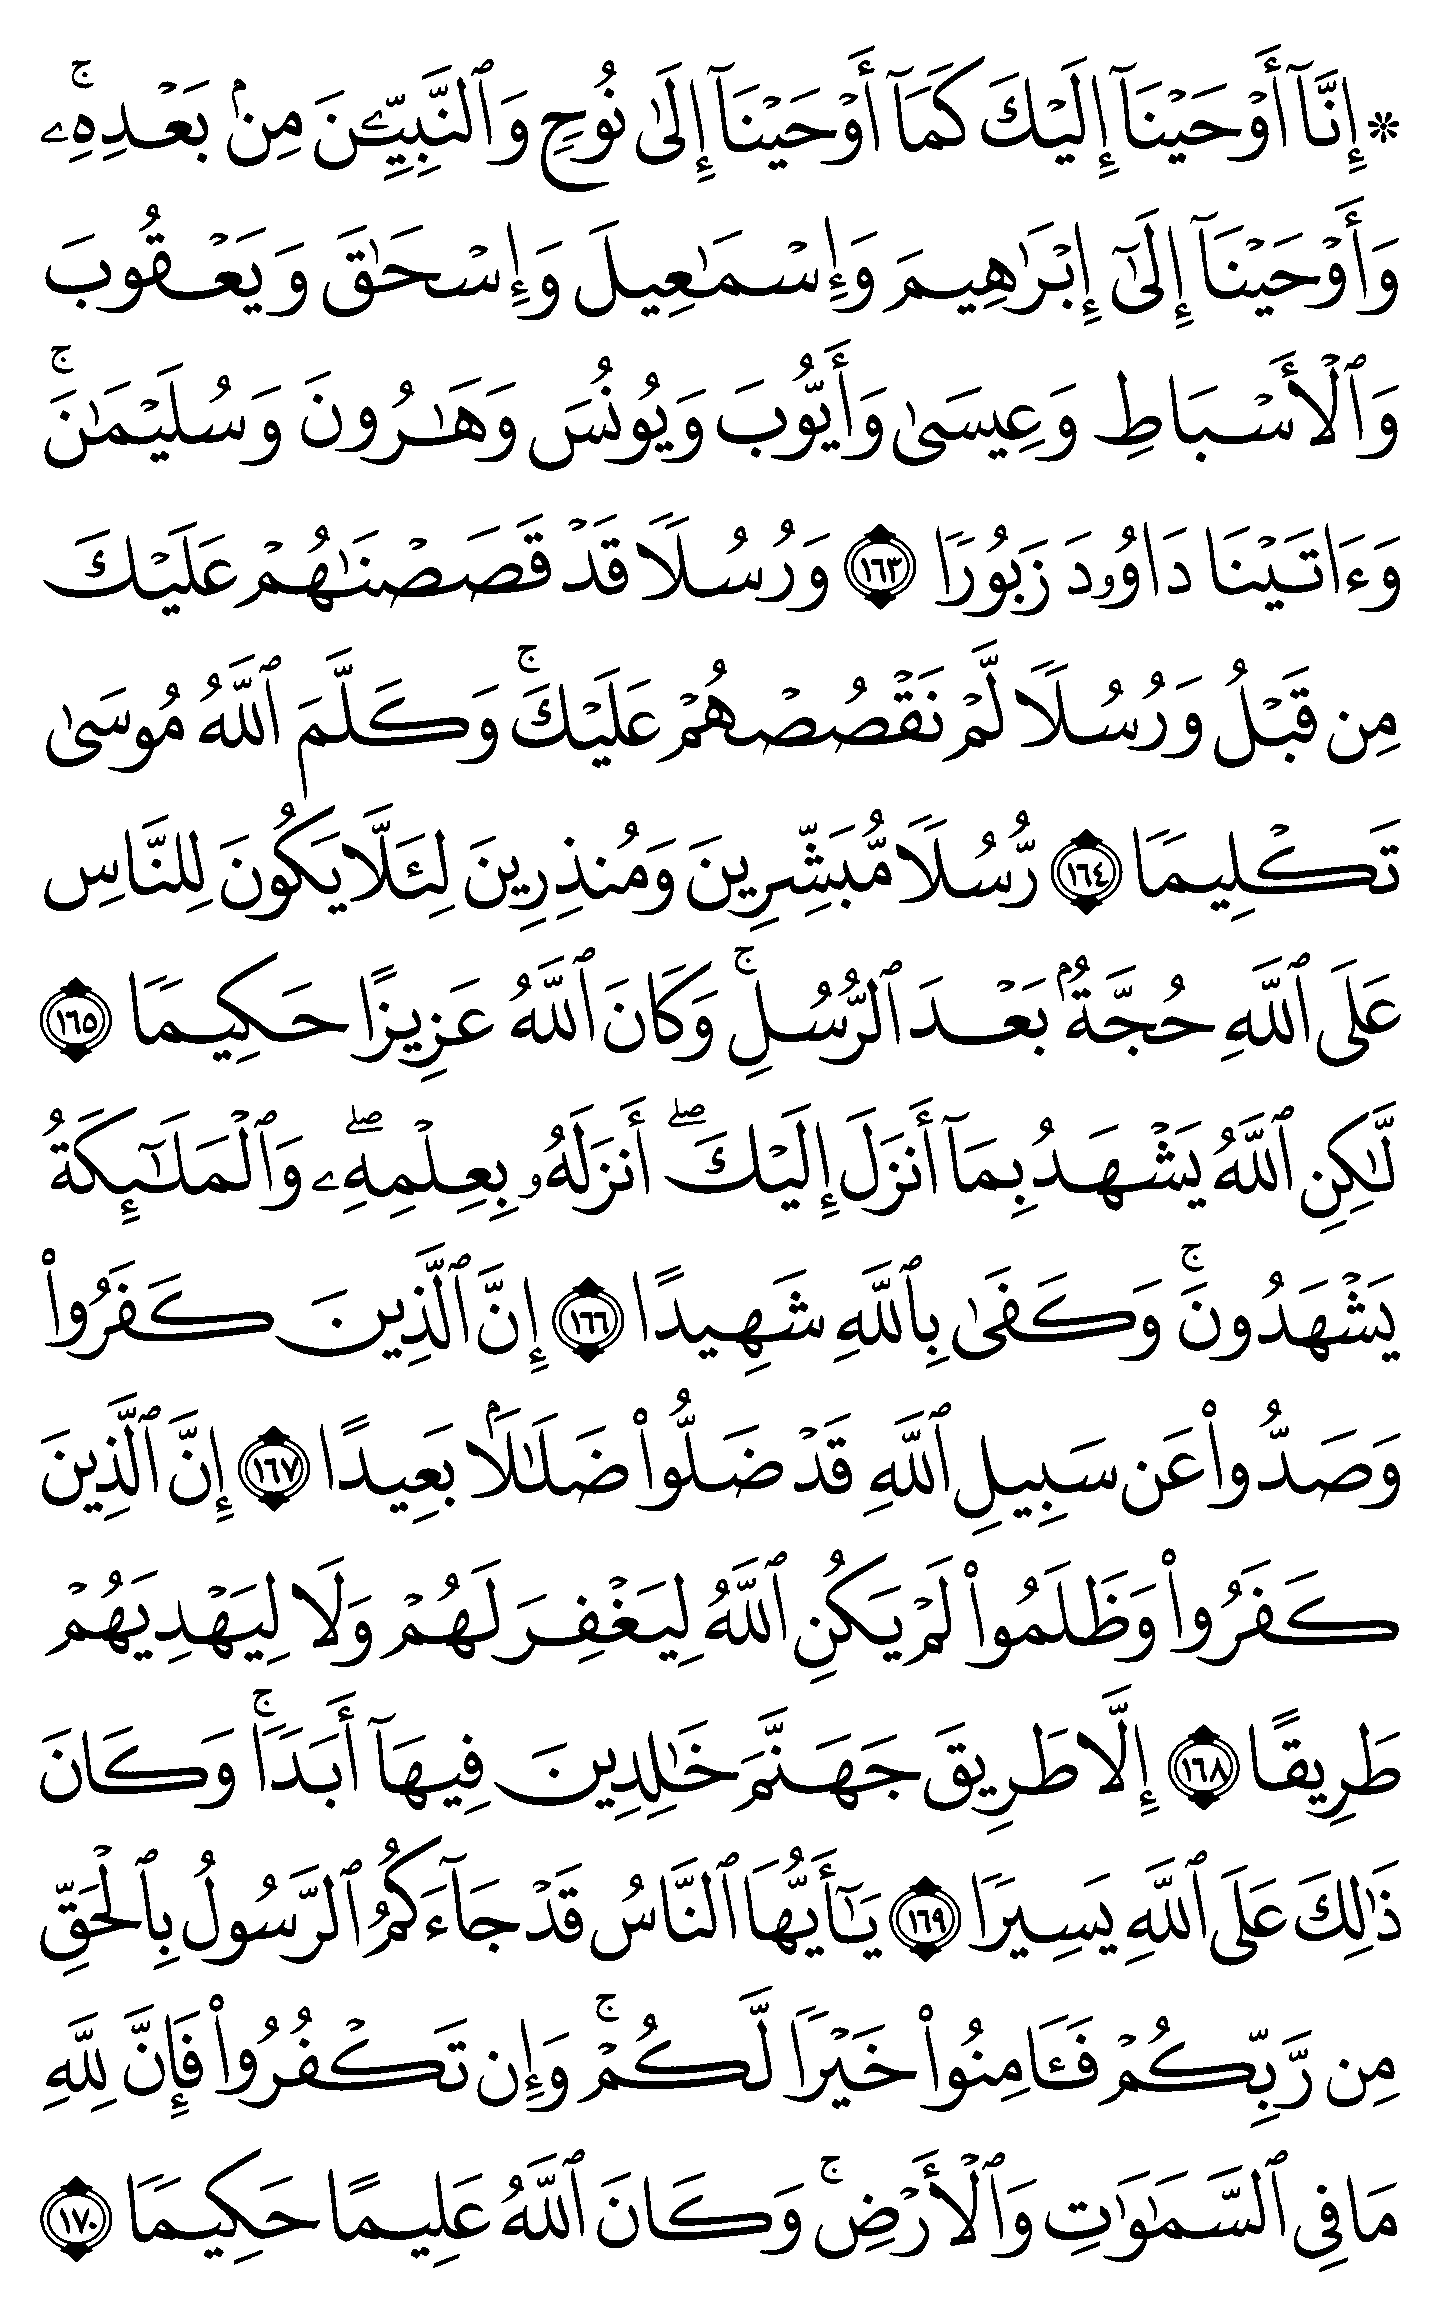 ۞ إِنَّآ أَوْحَيْنَآ إِلَيْكَ كَمَآ أَوْحَيْنَآ إِلَىٰ نُوحٍ وَٱلنَّبِيِّـۧنَ مِنۢ بَعْدِهِۦۚ
وَأَوْحَيْنَآ إِلَىٰٓ إِبْرَٰهِيمَ وَإِسْمَٰعِيلَ وَإِسْحَٰقَ وَيَعْقُوبَ
وَٱلْأَسْبَاطِ وَعِيسَىٰ وَأَيُّوبَ وَيُونُسَ وَهَٰرُونَ وَسُلَيْمَٰنَۚ
وَءَاتَيْنَا دَاوُۥدَ زَبُورًا ١٦٣ وَرُسُلًا قَدْ قَصَصْنَٰهُمْ عَلَيْكَ
مِن قَبْلُ وَرُسُلًا لَّمْ نَقْصُصْهُمْ عَلَيْكَۚ وَكَلَّمَ ٱللَّهُ مُوسَىٰ
تَكْلِيمًا ١٦٤ رُّسُلًا مُّبَشِّرِينَ وَمُنذِرِينَ لِئَلَّا يَكُونَ لِلنَّاسِ
عَلَى ٱللَّهِ حُجَّةٌۢ بَعْدَ ٱلرُّسُلِۚ وَكَانَ ٱللَّهُ عَزِيزًا حَكِيمًا ١٦٥
لَّٰكِنِ ٱللَّهُ يَشْهَدُ بِمَآ أَنزَلَ إِلَيْكَۖ أَنزَلَهُۥ بِعِلْمِهِۦۖ وَٱلْمَلَٰٓئِكَةُ
يَشْهَدُونَۚ وَكَفَىٰ بِٱللَّهِ شَهِيدًا ١٦٦ إِنَّ ٱلَّذِينَ كَفَرُوا۟
وَصَدُّوا۟ عَن سَبِيلِ ٱللَّهِ قَدْ ضَلُّوا۟ ضَلَٰلًۢا بَعِيدًا ١٦٧ إِنَّ ٱلَّذِينَ
كَفَرُوا۟ وَظَلَمُوا۟ لَمْ يَكُنِ ٱللَّهُ لِيَغْفِرَ لَهُمْ وَلَا لِيَهْدِيَهُمْ
طَرِيقًا ١٦٨ إِلَّا طَرِيقَ جَهَنَّمَ خَٰلِدِينَ فِيهَآ أَبَدًاۚ وَكَانَ
ذَٰلِكَ عَلَى ٱللَّهِ يَسِيرًا ١٦٩ يَٰٓأَيُّهَا ٱلنَّاسُ قَدْ جَآءَكُمُ ٱلرَّسُولُ بِٱلْحَقِّ
مِن رَّبِّكُمْ فَـَٔامِنُوا۟ خَيْرًا لَّكُمْۚ وَإِن تَكْفُرُوا۟ فَإِنَّ لِلَّهِ
مَا فِى ٱلسَّمَٰوَٰتِ وَٱلْأَرْضِۚ وَكَانَ ٱللَّهُ عَلِيمًا حَكِيمًا ١٧٠